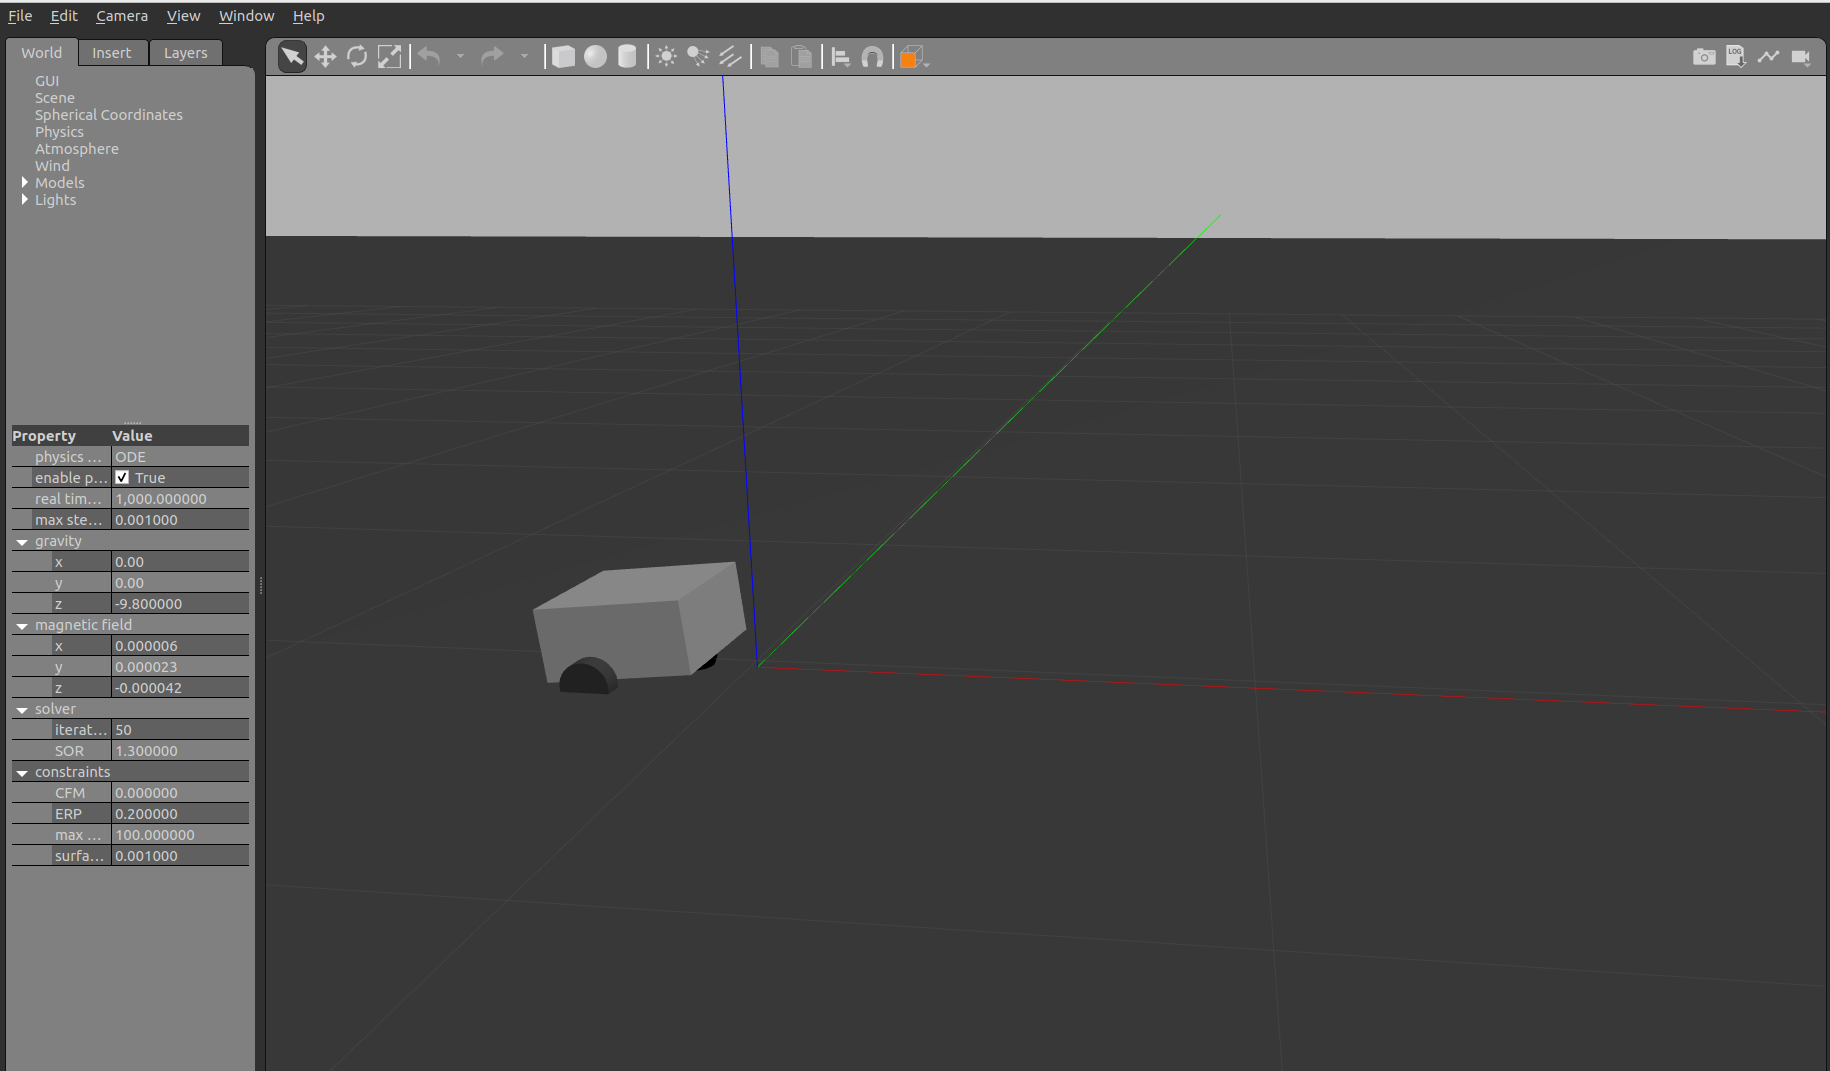 File Edit Camera View Window Help
World Insert Layers
LOG
GUI
Scene
Spherical Coordinates
Physics
Atmosphere
Wind
Models
Lights
Property Value
physics ... ODE
enable p... True
real tim... 1,000.000000
max ste... 0.001000
gravity
x 0.00
y 0.00
z -9.800000
magnetic field
x 0.000006
y 0.000023
z -0.000042
solver
iterat... 50
SOR 1.300000
constraints
CFM 0.000000
ERP 0.200000
max ... 100.000000
surfa... 0.001000